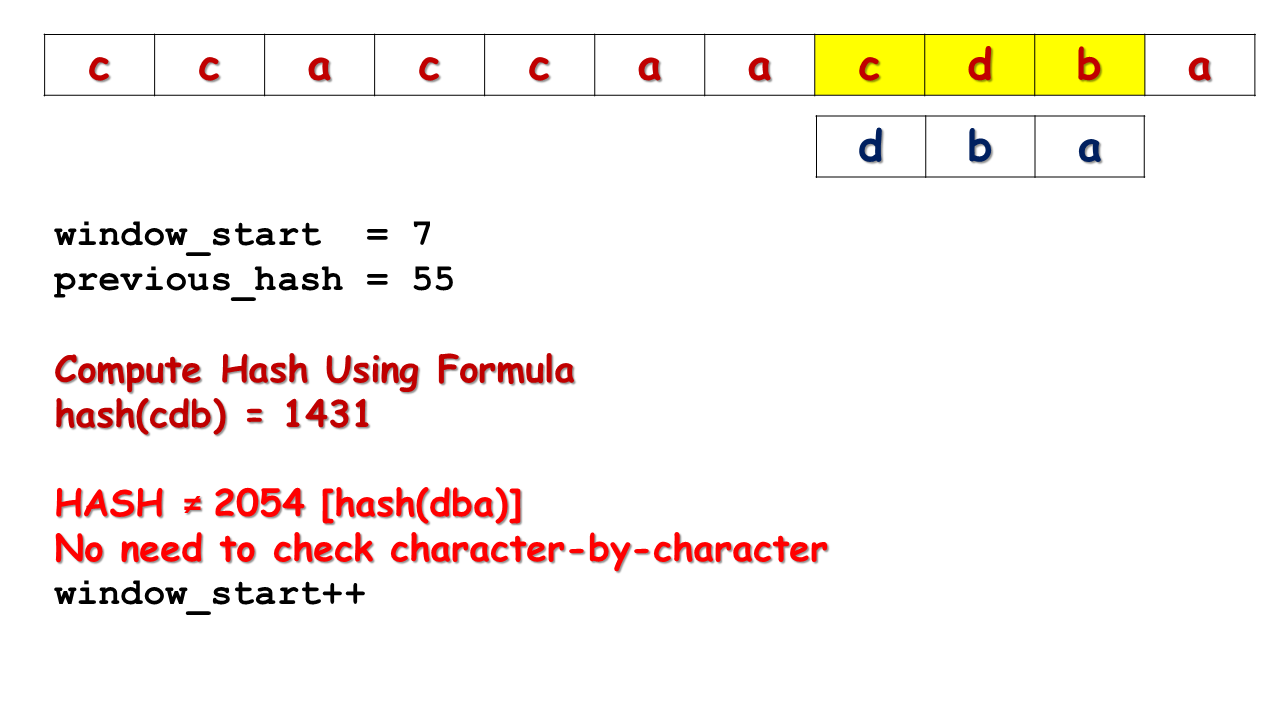 c c a c c a a c d b a
d b a
window_start = 7
previous_hash = 55
Compute Hash Using Formula
hash(cdb) = 1431
HASH ≠ 2054 [hash(dba)]
No need to check character-by-character
window_start++